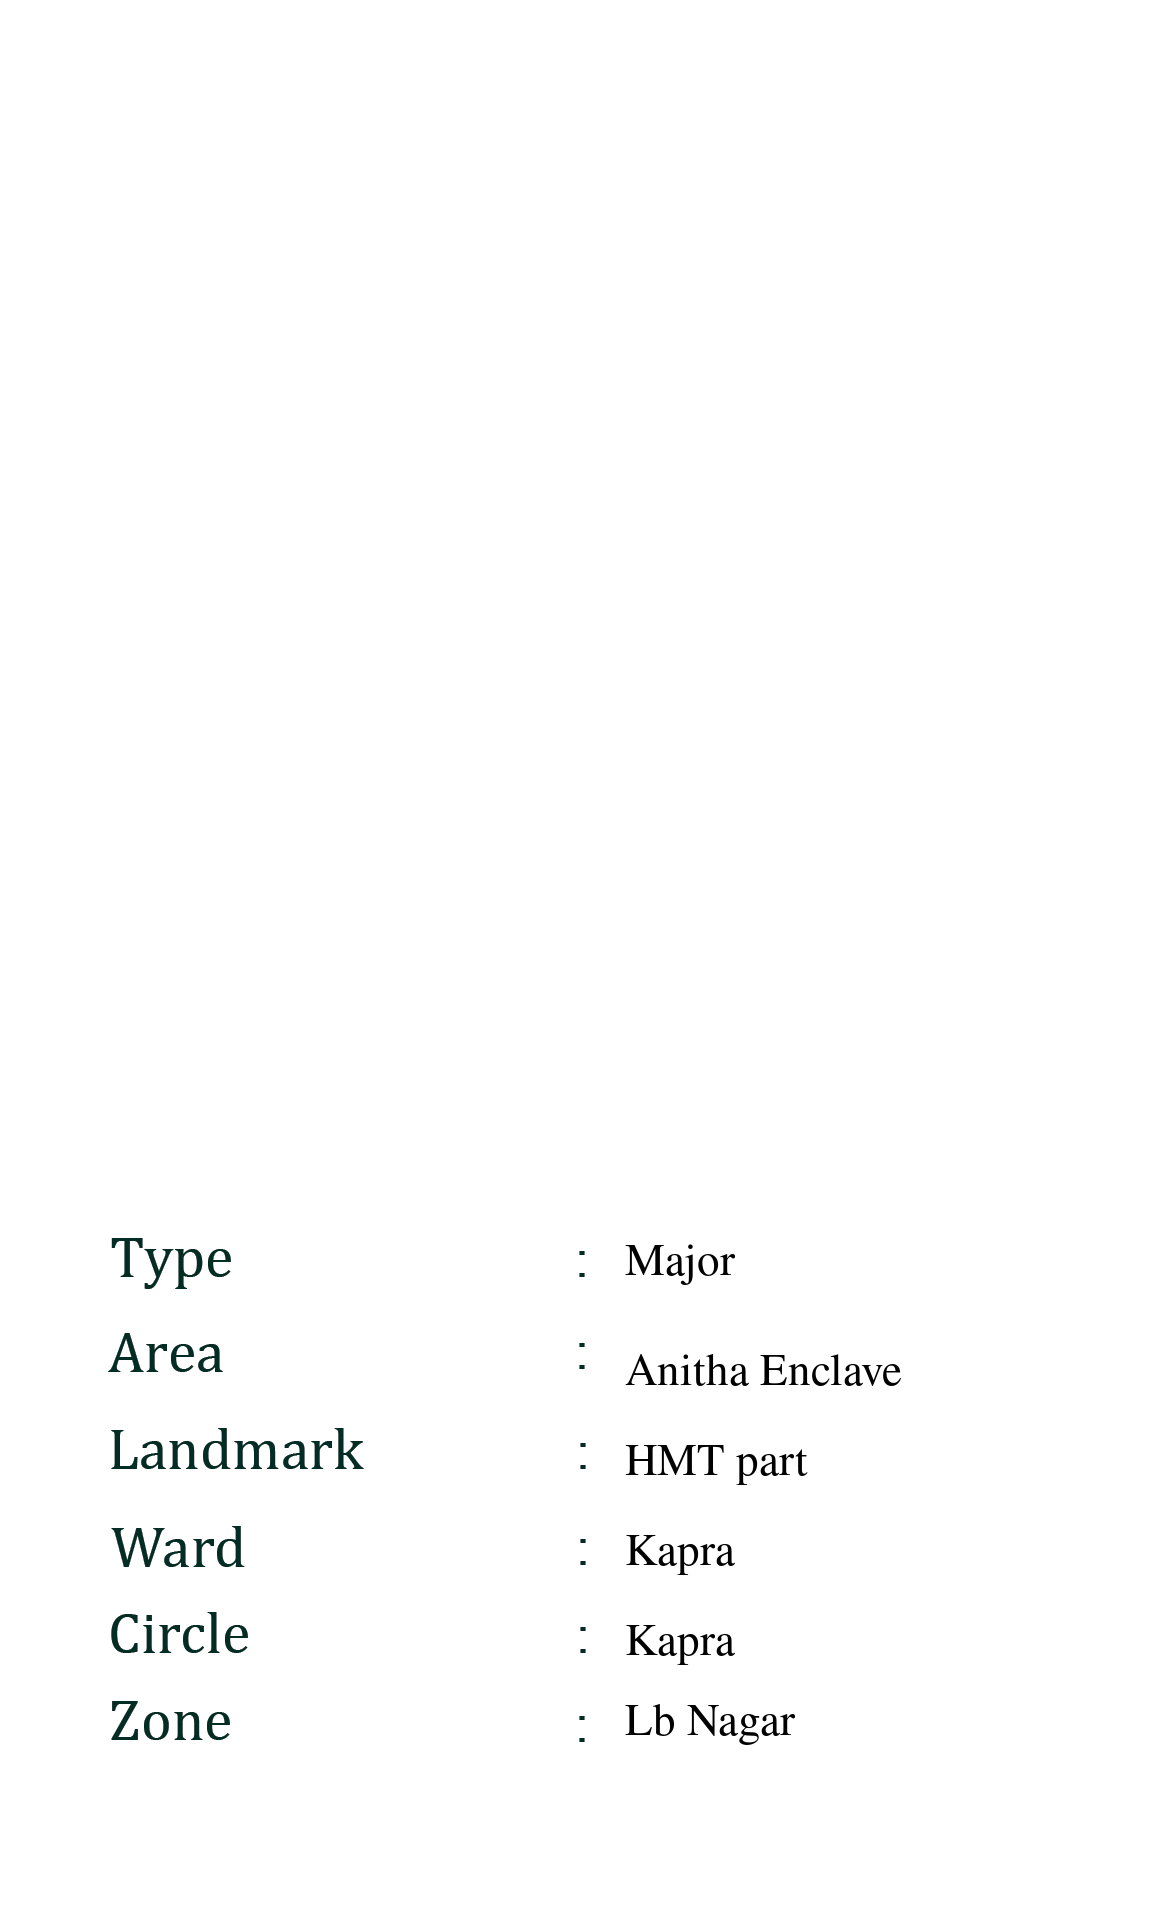 Type : Major
Area : Anitha Enclave
Landmark : HMT part
Ward : Kapra
Circle : Kapra
Zone : Lb Nagar